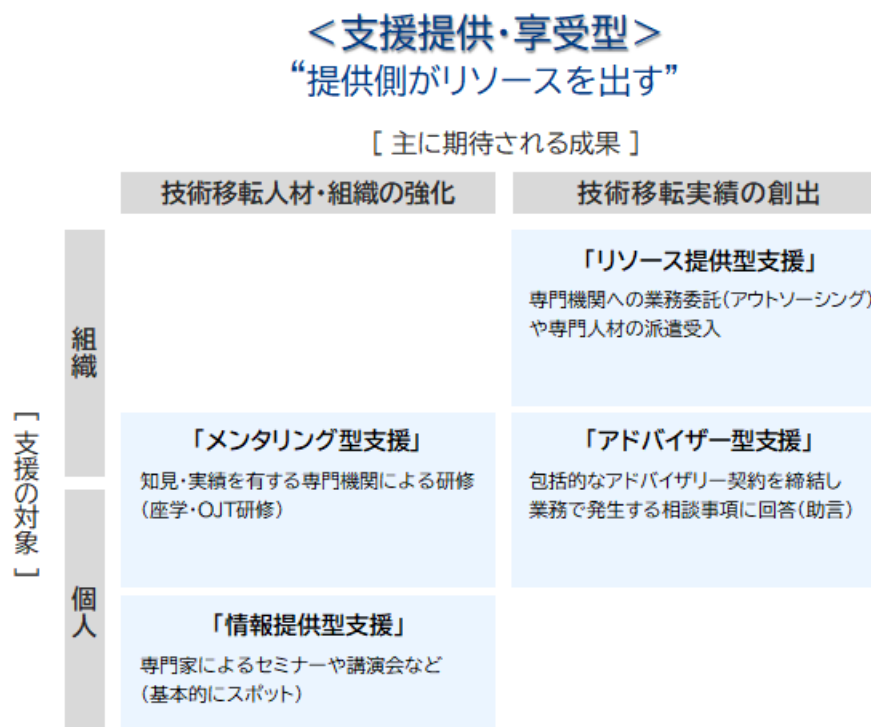 ＜支援提供・享受型＞
“提供側がリソースを出す”
[ 主に期待される成果 ]
技術移転人材・組織の強化
技術移転実績の創出
[ 支援の対象 ]
組織
「リソース提供型支援」
専門機関への業務委託(アウトソーシング)
や専門人材の派遣受入
「メンタリング型支援」
知見・実績を有する専門機関による研修
(座学・OJT研修)
「アドバイザー型支援」
包括的なアドバイザリー契約を締結し
業務で発生する相談事項に回答(助言)
個人
「情報提供型支援」
専門家によるセミナーや講演会など
(基本的にスポット)